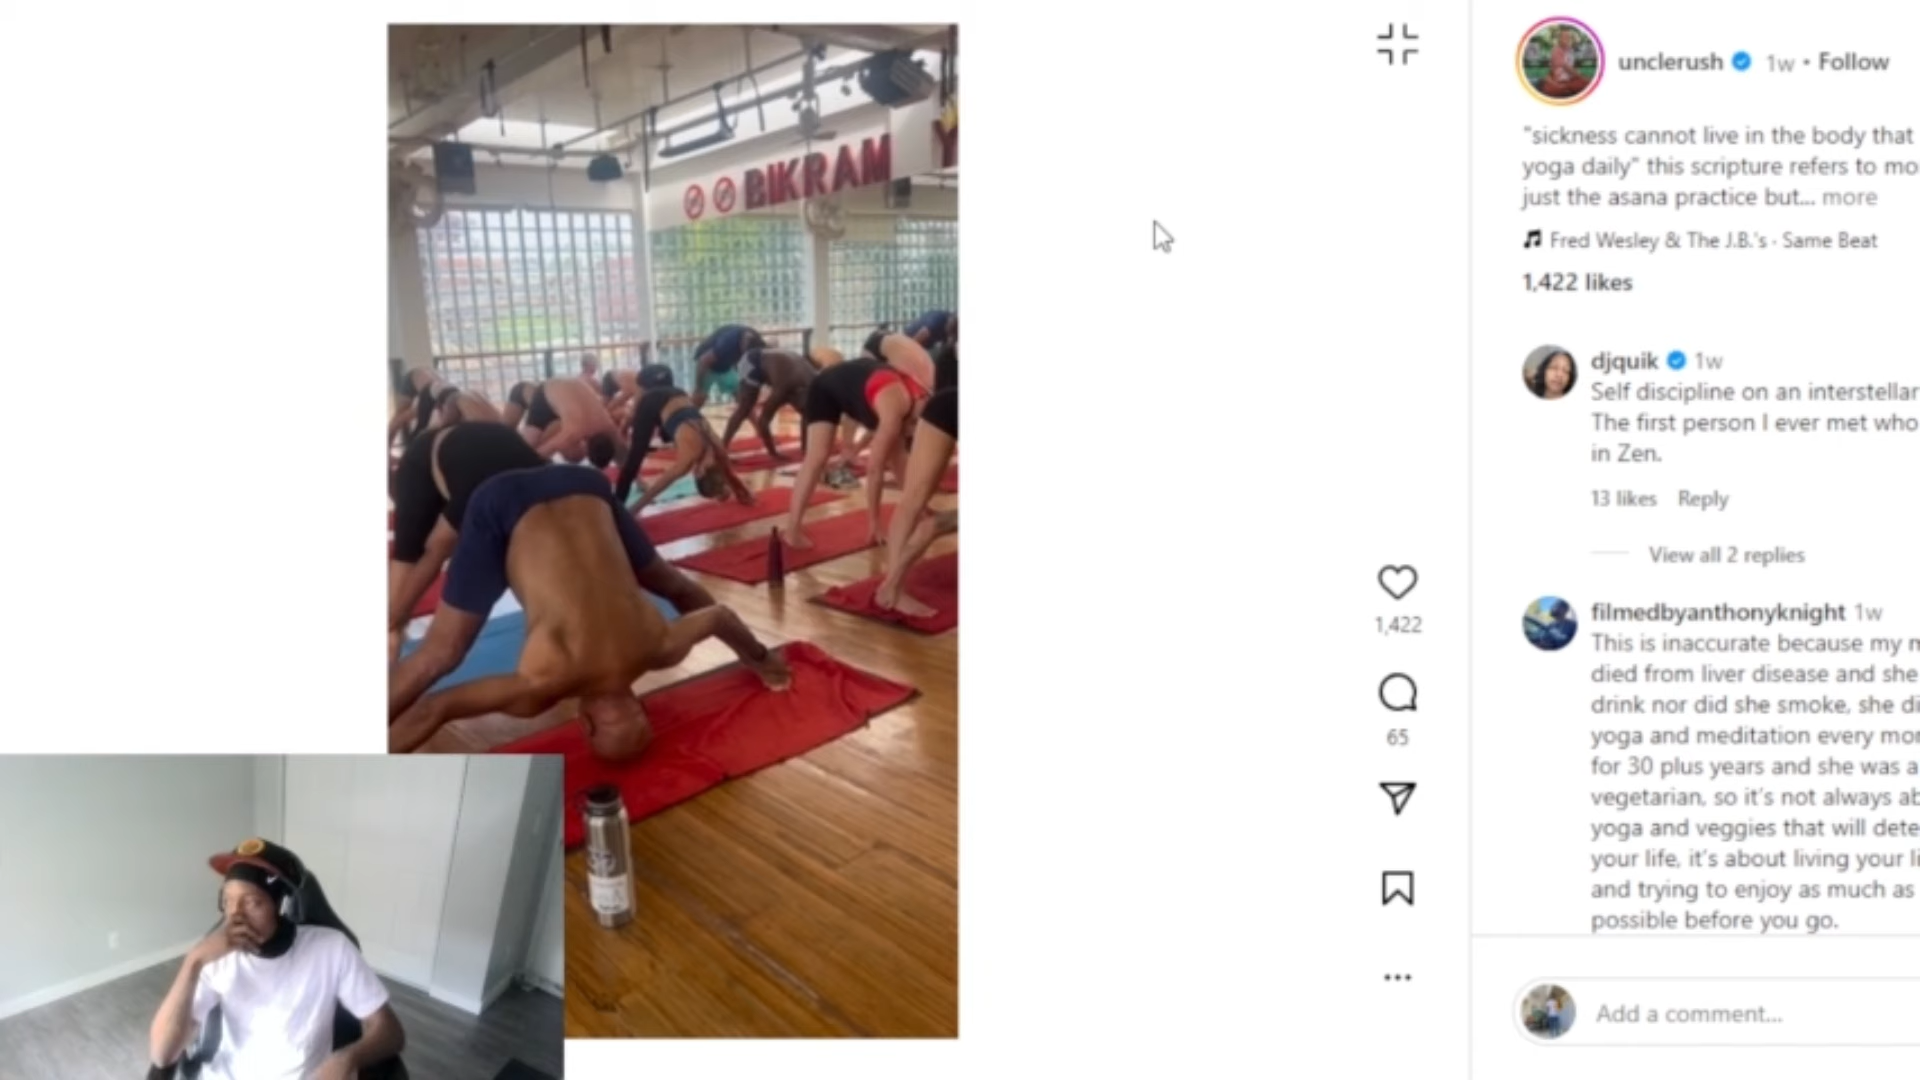 BIKRAM Y
unclerush 1w • Follow
"sickness cannot live in the body that
yoga daily" this scripture refers to mo
just the asana practice but... more
Fred Wesley & The J.B.'s · Same Beat
1,422 likes
djquik 1w
Self discipline on an interstellar
The first person I ever met who
in Zen.
13 likes Reply
View all 2 replies
filmedbyanthonyknight 1w
This is inaccurate because my m
died from liver disease and she
drink nor did she smoke, she di
yoga and meditation every mor
for 30 plus years and she was a
vegetarian, so it's not always ab
yoga and veggies that will dete
your life, it's about living your li
and trying to enjoy as much as
possible before you go.
1,422
65
Add a comment...